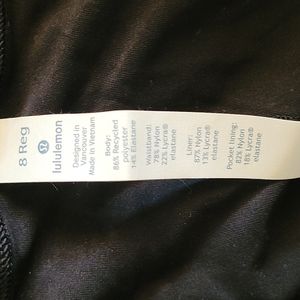 8 Reg
lululemon
Designed in
Vancouver
Made in Vietnam
Body:
86% Recycled
polyester
14% Elastane
Waistband:
78% Nylon
22% Lycra®
elastane
Liner:
87% Nylon
13% Lycra®
elastane
Pocket lining:
82% Nylon
18% Lycra®
elastane